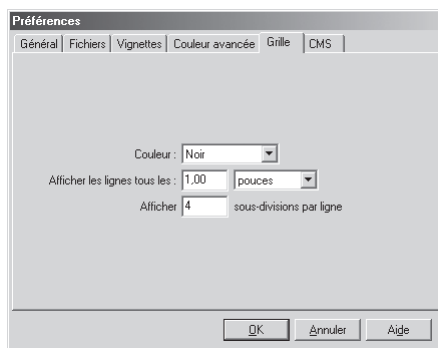 Préférences
Général Fichiers Vignettes Couleur avancée Grille CMS
Couleur : Noir
Afficher les lignes tous les : 1,00 pouces
Afficher 4 sous-divisions par ligne
OK Annuler Aide